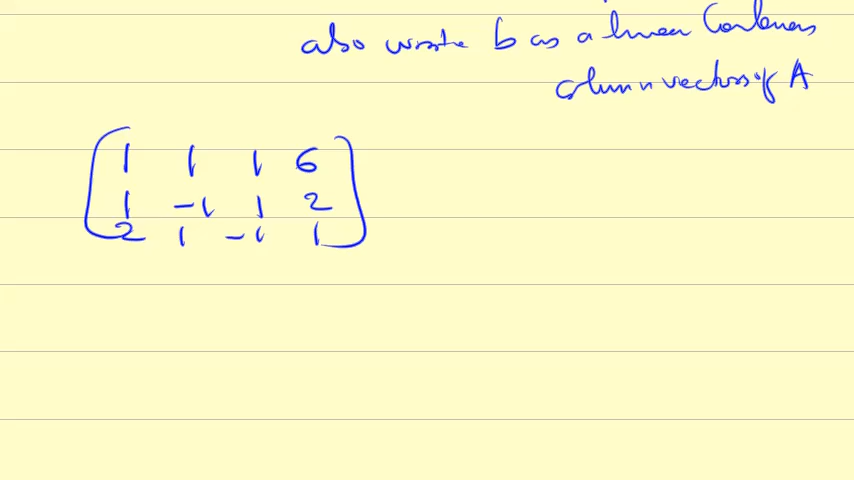 also write b as a linear Combination
column vectors of A
1 1 1 6
1 -1 1 2
2 1 -1 1